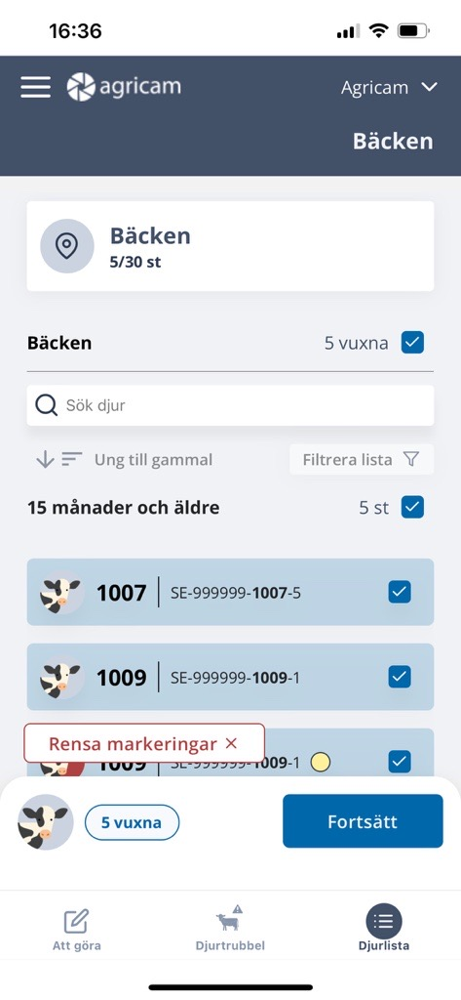 16:36
agricam
Agricam
Bäcken
Bäcken
5/30 st
Bäcken 5 vuxna
Sök djur
Ung till gammal Filtrera lista
15 månader och äldre 5 st
1007 SE-999999-1007-5
1009 SE-999999-1009-1
Rensa markeringar ×
1009 SE-999999-1009-1
5 vuxna Fortsätt
Att göra Djurtrubbel Djurlista